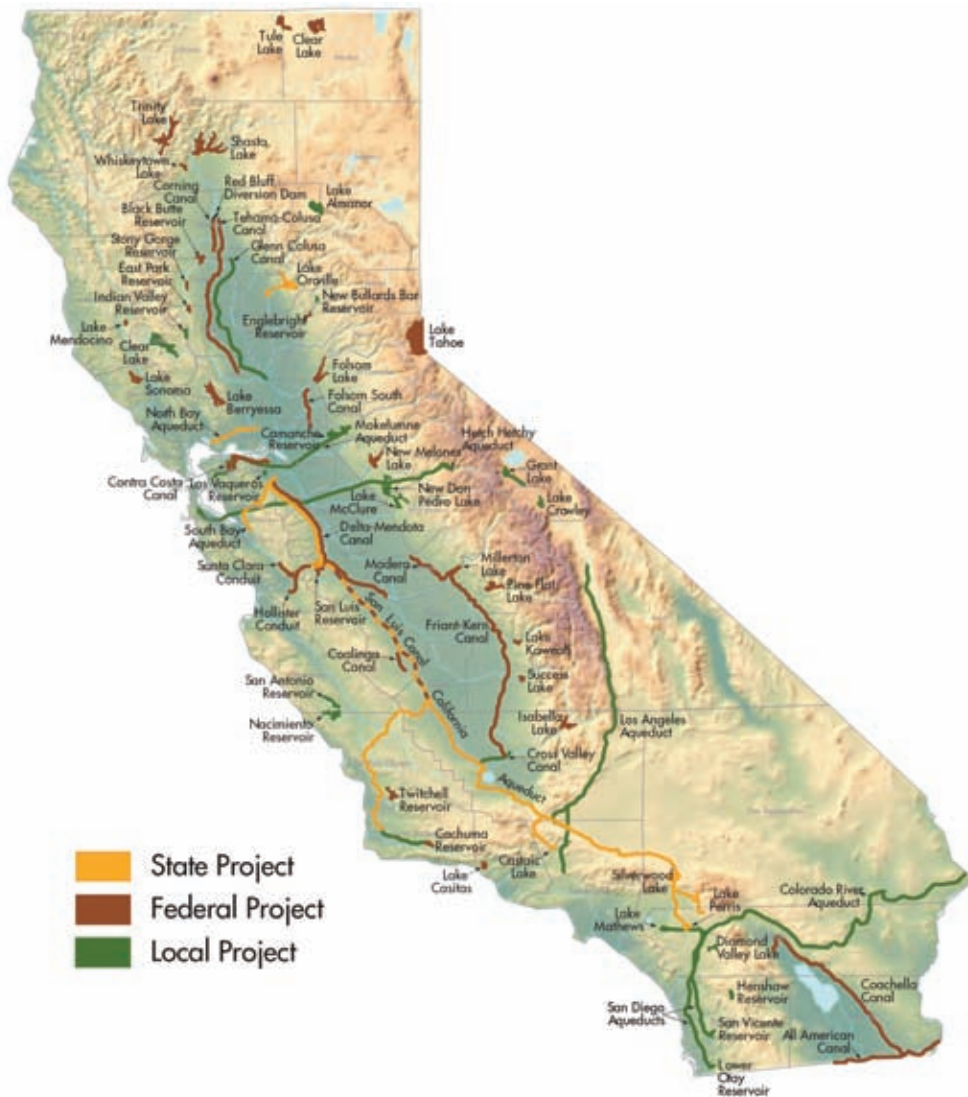 Tule
Lake
Clear
Lake
Trinity
Lake
Shasta
Lake
Whiskeytown
Lake
Corning
Canal
Red Bluff
Diversion Dam
Lake
Almanor
Black Butte
Reservoir
Tehama-Colusa
Canal
Stony Gorge
Reservoir
Glenn Colusa
Canal
East Park
Reservoir
Lake
Oroville
Indian Valley
Reservoir
New Bullards Bar
Reservoir
Englebright
Reservoir
Lake
Mendocino
Lake
Tahoe
Clear
Lake
Lake
Sonoma
Folsom
Lake
Lake
Berryessa
Folsom South
Canal
North Bay
Aqueduct
Camanche
Reservoir
Mokelumne
Aqueduct
Hetch Hetchy
Aqueduct
New Melones
Lake
Grant
Lake
Contra Costa
Canal
Los Vaqueros
Reservoir
Lake
McClure
New Don
Pedro Lake
Lake
Crowley
South Bay
Aqueduct
Delta-Mendota
Canal
Santa Clara
Conduit
Madera
Canal
Millerton
Lake
Pine Flat
Lake
Hollister
Conduit
San Luis
Reservoir
San Luis Canal
Friant-Kern
Canal
Lake
Kaweah
Coalinga
Canal
Success
Lake
San Antonio
Reservoir
Nacimiento
Reservoir
California
Aqueduct
Isabella
Lake
Los Angeles
Aqueduct
Cross Valley
Canal
Twitchell
Reservoir
Cachuma
Reservoir
Lake
Casitas
Castaic
Lake
Silverwood
Lake
Lake
Perris
Colorado River
Aqueduct
Lake
Mathews
Diamond
Valley Lake
Coachella
Canal
Henshaw
Reservoir
San Diego
Aqueducts
San Vicente
Reservoir
All American
Canal
Lower
Otay
Reservoir
State Project
Federal Project
Local Project